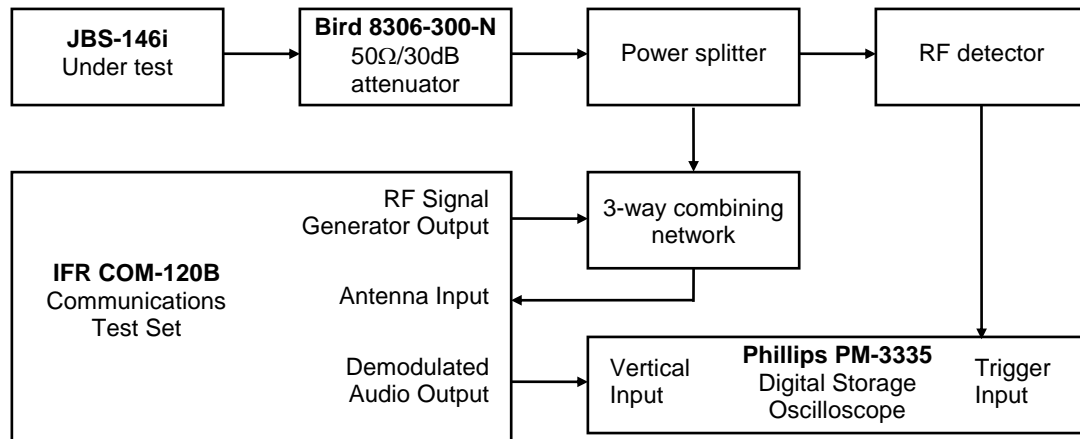 JBS-146i
Under test
Bird 8306-300-N
50Ω/30dB
attenuator
Power splitter
RF detector
RF Signal
Generator Output
3-way combining
network
IFR COM-120B
Communications
Test Set
Antenna Input
Demodulated
Audio Output
Vertical
Input
Phillips PM-3335
Digital Storage
Oscilloscope
Trigger
Input